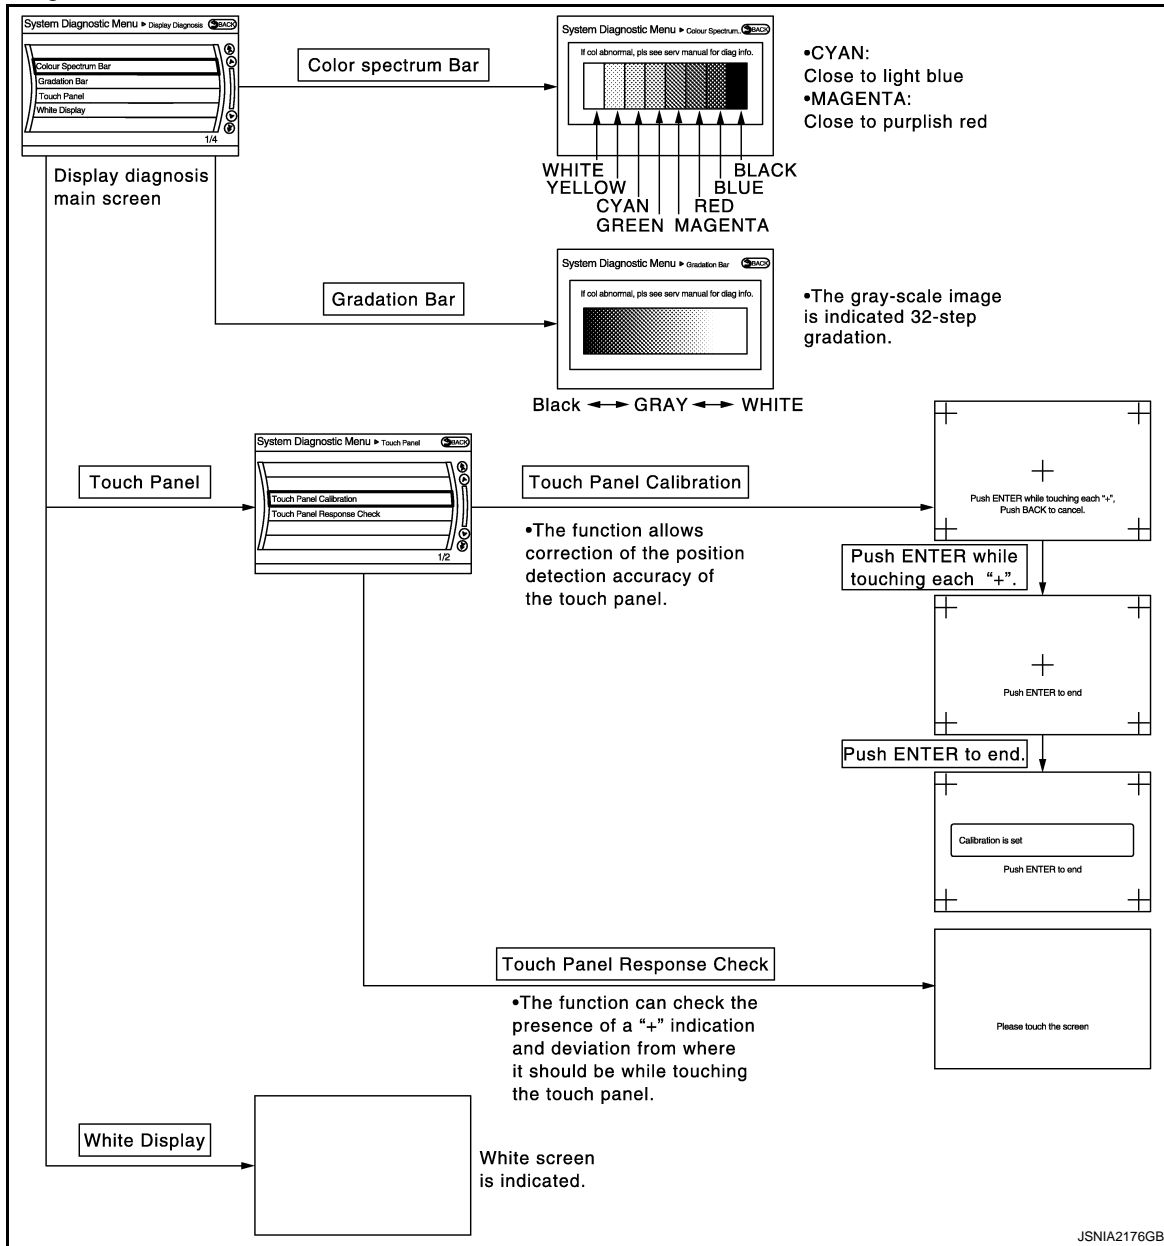 System Diagnostic Menu ▶ Display Diagnosis BACK
Colour Spectrum Bar
Gradation Bar
Touch Panel
White Display
1/4
Display diagnosis
main screen
Color spectrum Bar
System Diagnostic Menu ▶ Colour Spectrum.. BACK
If col abnormal, pls see serv manual for diag info.
WHITE BLACK
YELLOW BLUE
CYAN RED
GREEN MAGENTA
•CYAN:
Close to light blue
•MAGENTA:
Close to purplish red
Gradation Bar
System Diagnostic Menu ▶ Gradation Bar BACK
If col abnormal, pls see serv manual for diag info.
Black ↔ GRAY ↔ WHITE
•The gray-scale image
is indicated 32-step
gradation.
Touch Panel
System Diagnostic Menu ▶ Touch Panel BACK
Touch Panel Calibration
Touch Panel Response Check
1/2
Touch Panel Calibration
•The function allows
correction of the position
detection accuracy of
the touch panel.
Push ENTER while touching each “+”,
Push BACK to cancel.
Push ENTER while
touching each “+”.
Push ENTER to end
Push ENTER to end.
Calibration is set
Push ENTER to end
Touch Panel Response Check
•The function can check the
presence of a “+” indication
and deviation from where
it should be while touching
the touch panel.
Please touch the screen
White Display
White screen
is indicated.
JSNIA2176GB